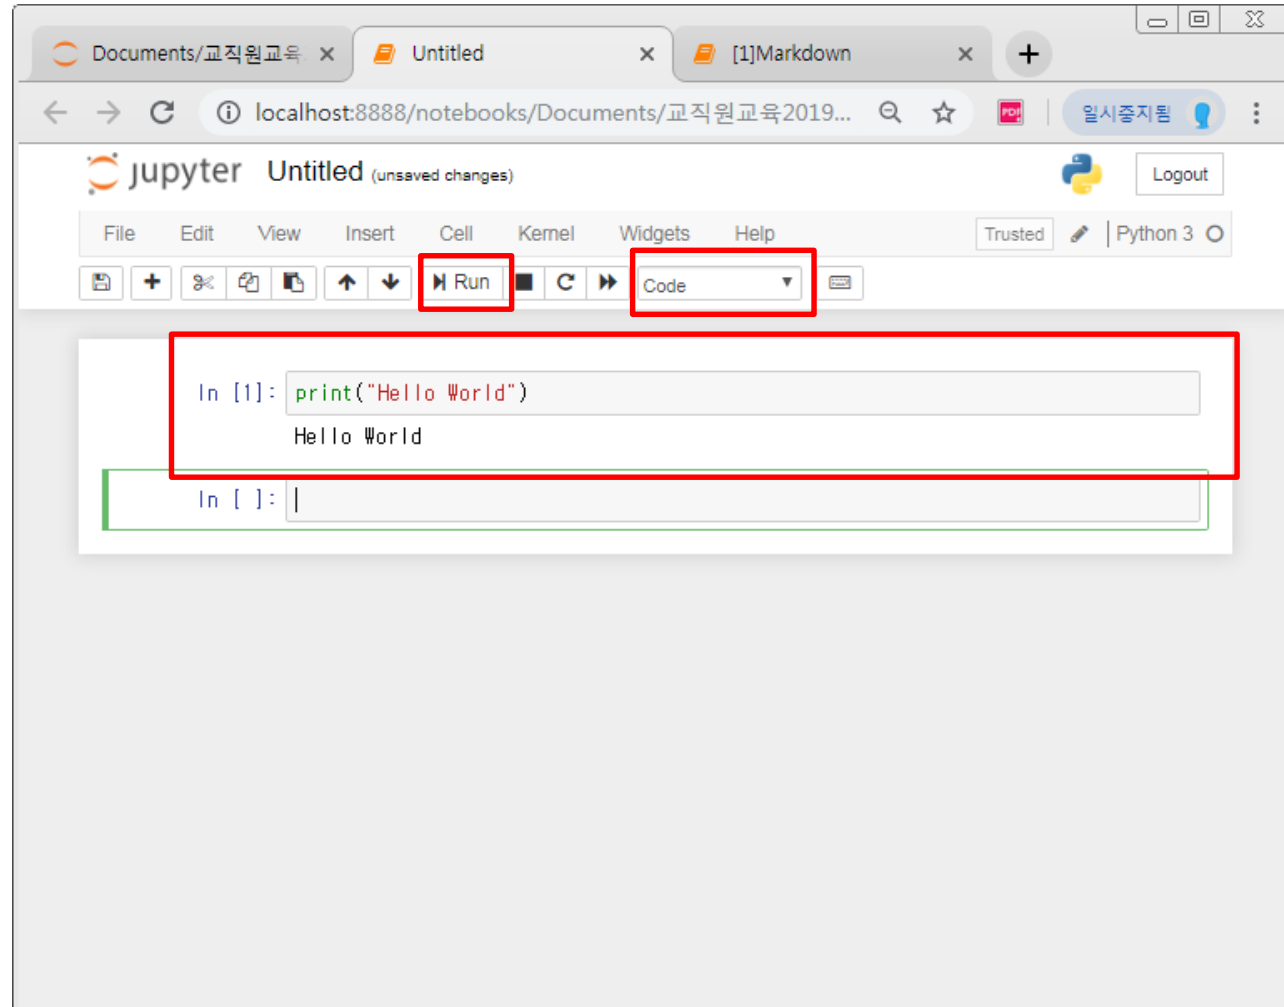 Documents/교직원교육 Untitled [1]Markdown
localhost:8888/notebooks/Documents/교직원교육2019... PDF 일시중지됨
jupyter Untitled (unsaved changes) Logout
File Edit View Insert Cell Kernel Widgets Help Trusted Python 3
Run Code
In [1]: print("Hello World")
Hello World
In [ ]: